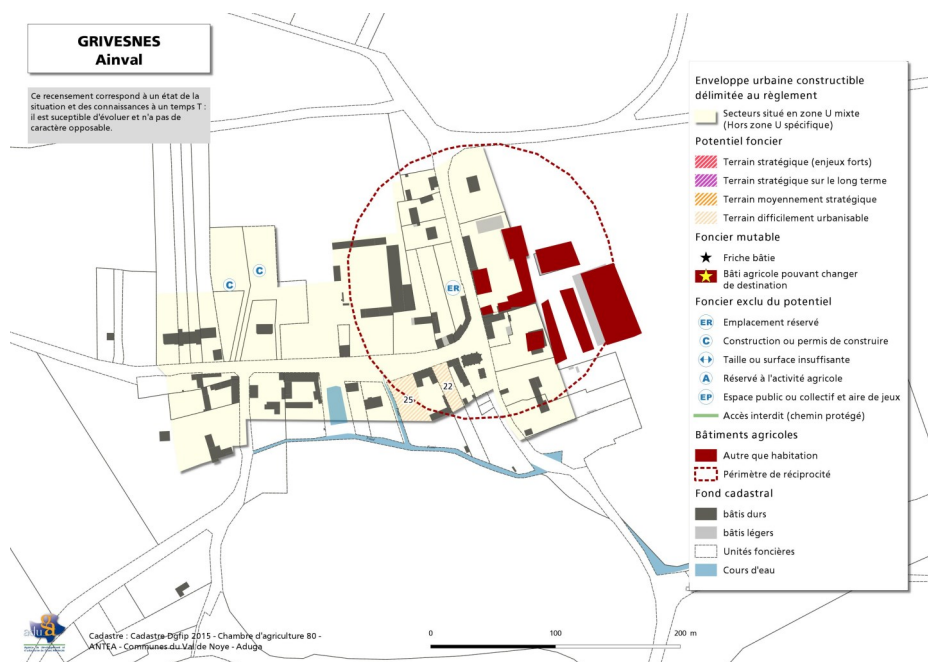 GRIVESNES
Ainval
Ce recensement correspond à un état de la
situation et des connaissances à un temps T :
il est suceptible d'évoluer et n'a pas de
caractère opposable.
Enveloppe urbaine constructible
délimitée au règlement
Secteurs situé en zone U mixte
(Hors zone U spécifique)
Potentiel foncier
Terrain stratégique (enjeux forts)
Terrain stratégique sur le long terme
Terrain moyennement stratégique
Terrain difficilement urbanisable
Foncier mutable
Friche bâtie
Bâti agricole pouvant changer
de destination
Foncier exclu du potentiel
ER Emplacement réservé
C Construction ou permis de construire
Taille ou surface insuffisante
A Réservé à l'activité agricole
EP Espace public ou collectif et aire de jeux
Accès interdit (chemin protégé)
Bâtiments agricoles
Autre que habitation
Périmètre de réciprocité
Fond cadastral
bâtis durs
bâtis légers
Unités foncières
Cours d'eau
C
C
ER
22
25
Cadastre : Cadastre Dgfip 2015 - Chambre d'agriculture 80 -
ANTEA - Communes du Val de Noye - Aduga
0 100 200 m